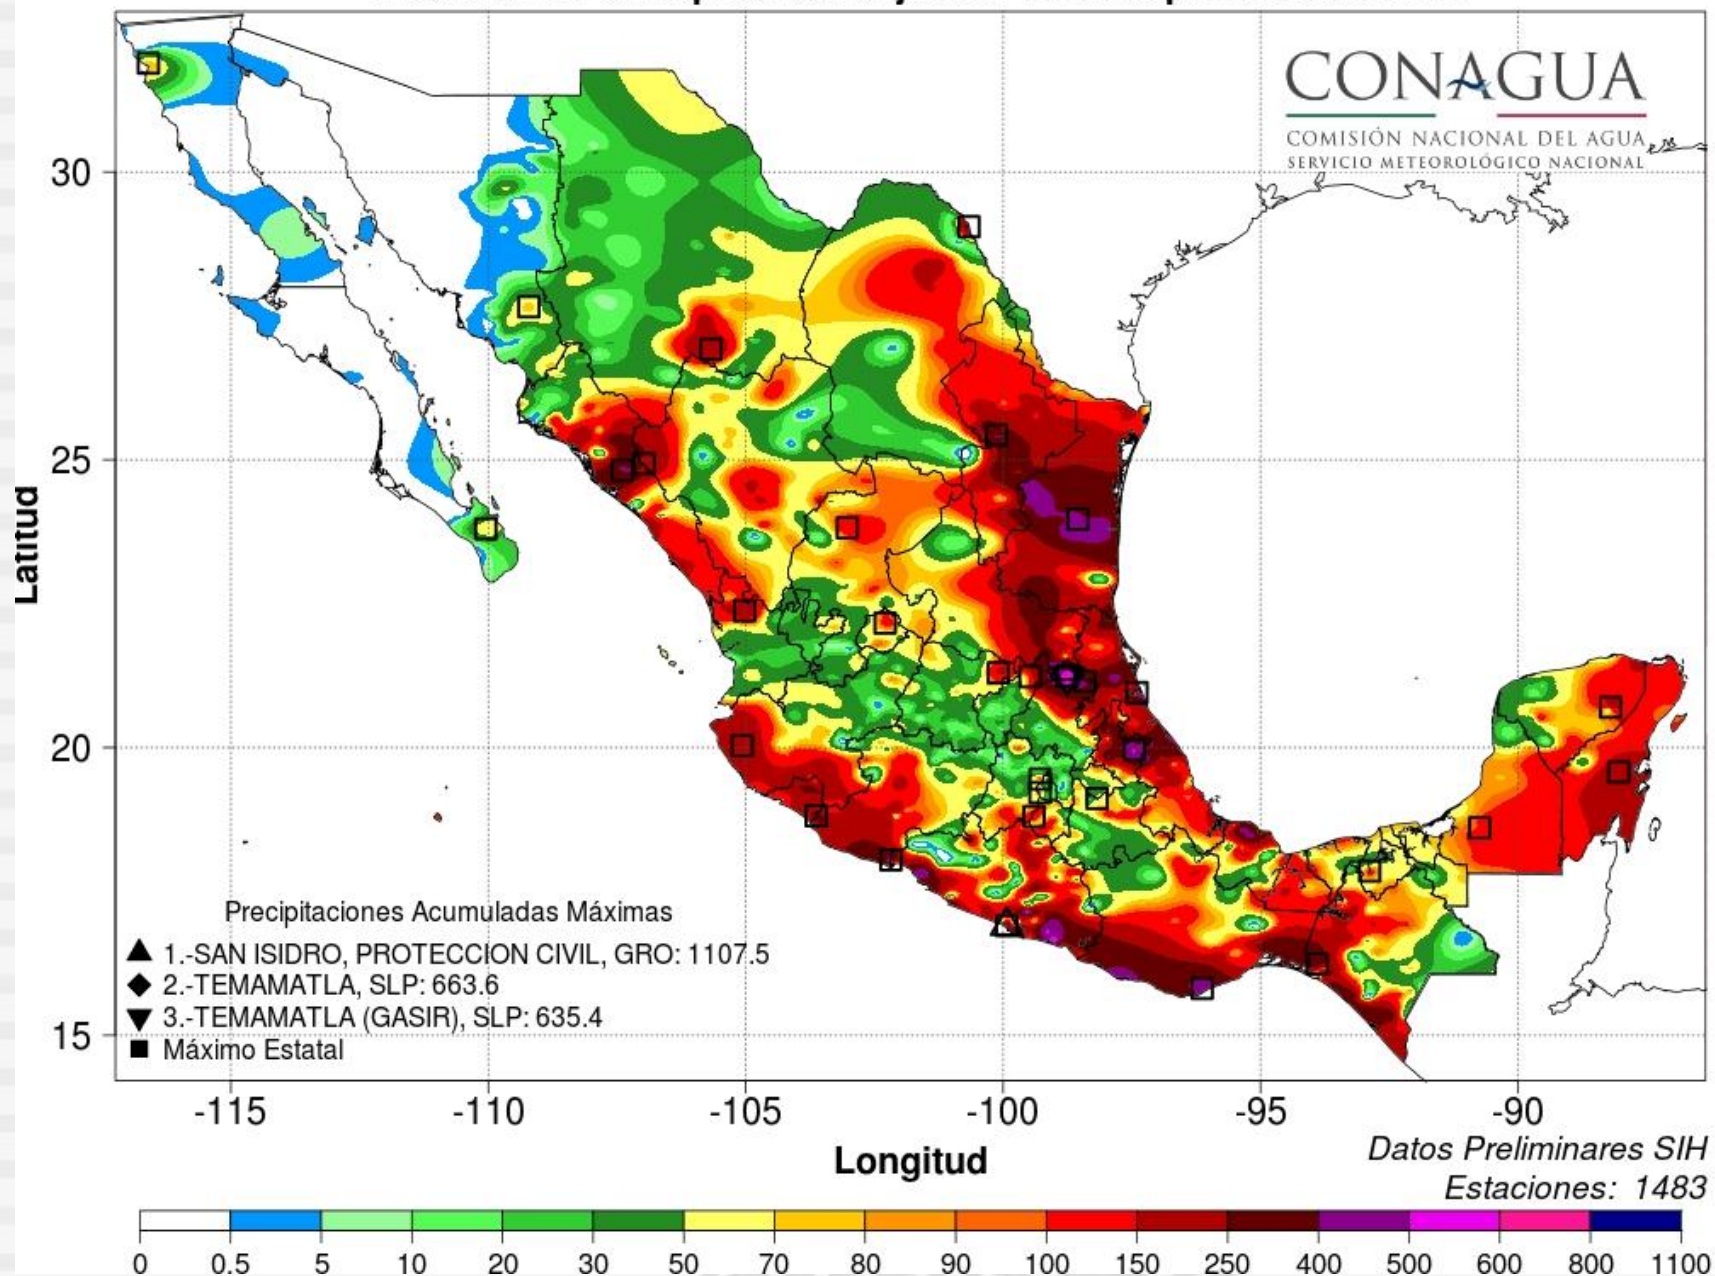 CONAGUA
COMISIÓN NACIONAL DEL AGUA
SERVICIO METEOROLÓGICO NACIONAL
30
25
20
15
Latitud
Precipitaciones Acumuladas Máximas
1.-SAN ISIDRO, PROTECCION CIVIL, GRO: 1107.5
2.-TEMAMATLA, SLP: 663.6
3.-TEMAMATLA (GASIR), SLP: 635.4
Máximo Estatal
-115 -110 -105 -100 -95 -90
Longitud
Datos Preliminares SIH
Estaciones: 1483
0 0.5 5 10 20 30 50 70 80 90 100 150 250 400 500 600 800 1100